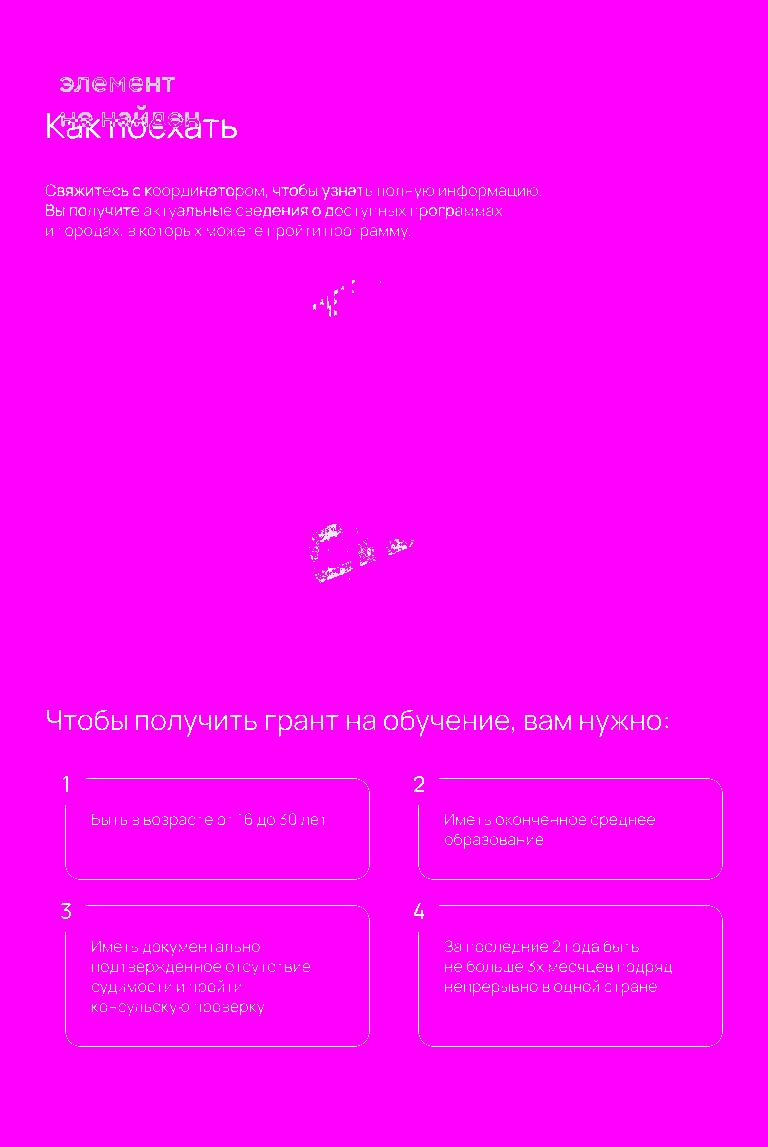 элемент
не найден
Как поехать
Свяжитесь с координатором, чтобы узнать полную информацию.
Вы получите актуальные сведения о доступных программах
и городах, в которых можете пройти программу.
Чтобы получить грант на обучение, вам нужно:
1
Быть в возрасте от 16 до 30 лет
2
Иметь оконченное среднее
образование
3
Иметь документально
подтвержденное отсутствие
судимости и пройти
консульскую проверку
4
За последние 2 года быть
не больше 3х месяцев подряд
непрерывно в одной стране